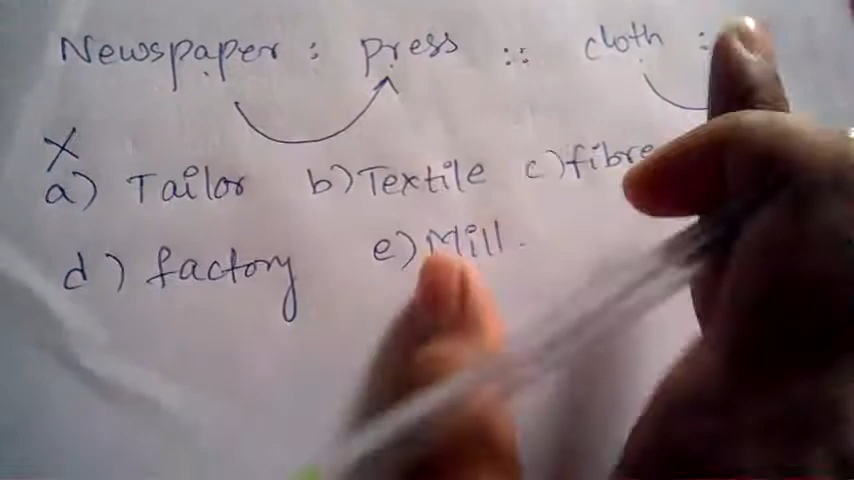 Newspaper : press :: cloth :
X
a) Tailor b) Textile c) fibre
d) factory e) Mill.